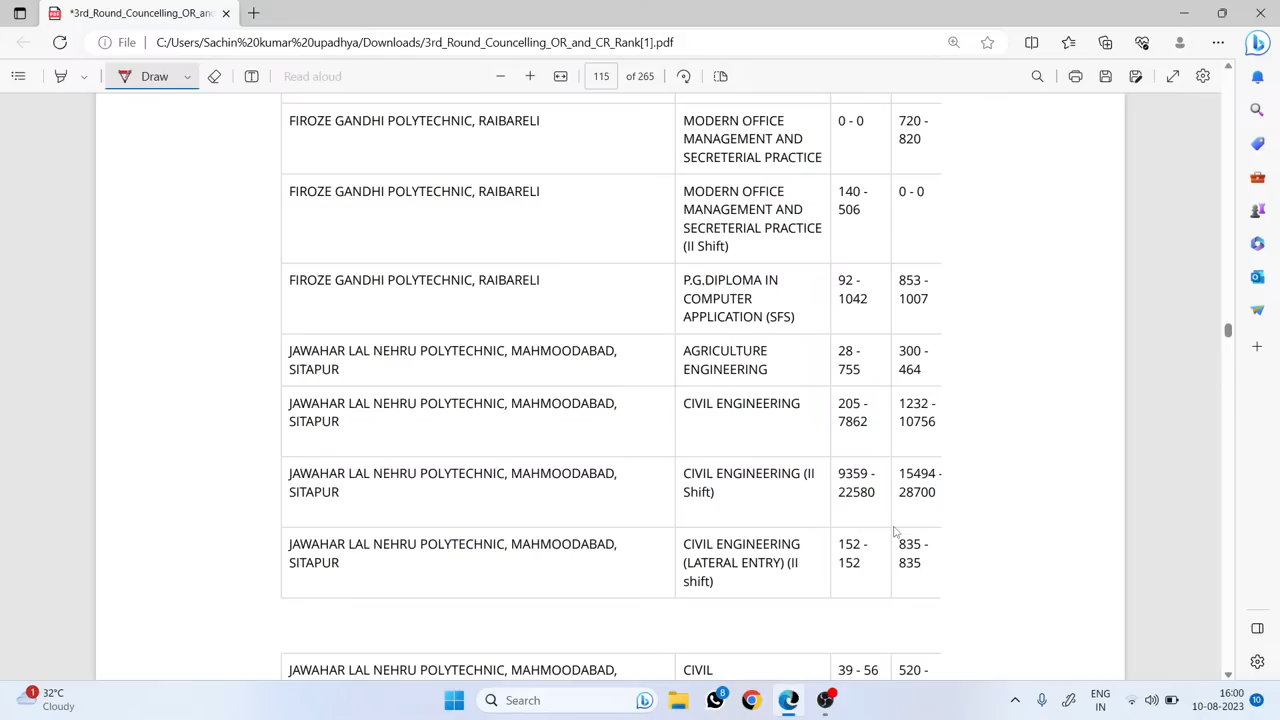 *3rd_Round_Councelling_OR_and
File
C:/Users/Sachin%20kumar%20upadhya/Downloads/3rd_Round_Councelling_OR_and_CR_Rank[1].pdf
Draw
Read aloud
115
of 265
FIROZE GANDHI POLYTECHNIC, RAIBARELI
MODERN OFFICE
MANAGEMENT AND
SECRETERIAL PRACTICE
0 - 0
720 -
820
FIROZE GANDHI POLYTECHNIC, RAIBARELI
MODERN OFFICE
MANAGEMENT AND
SECRETERIAL PRACTICE
(II Shift)
140 -
506
0 - 0
FIROZE GANDHI POLYTECHNIC, RAIBARELI
P.G.DIPLOMA IN
COMPUTER
APPLICATION (SFS)
92 -
1042
853 -
1007
JAWAHAR LAL NEHRU POLYTECHNIC, MAHMOODABAD,
SITAPUR
AGRICULTURE
ENGINEERING
28 -
755
300 -
464
JAWAHAR LAL NEHRU POLYTECHNIC, MAHMOODABAD,
SITAPUR
CIVIL ENGINEERING
205 -
7862
1232 -
10756
JAWAHAR LAL NEHRU POLYTECHNIC, MAHMOODABAD,
SITAPUR
CIVIL ENGINEERING (II
Shift)
9359 -
22580
15494 -
28700
JAWAHAR LAL NEHRU POLYTECHNIC, MAHMOODABAD,
SITAPUR
CIVIL ENGINEERING
(LATERAL ENTRY) (II
shift)
152 -
152
835 -
835
JAWAHAR LAL NEHRU POLYTECHNIC, MAHMOODABAD,
CIVIL
39 - 56
520 -
1
32°C
Cloudy
Search
8
ENG
IN
16:00
10-08-2023
10